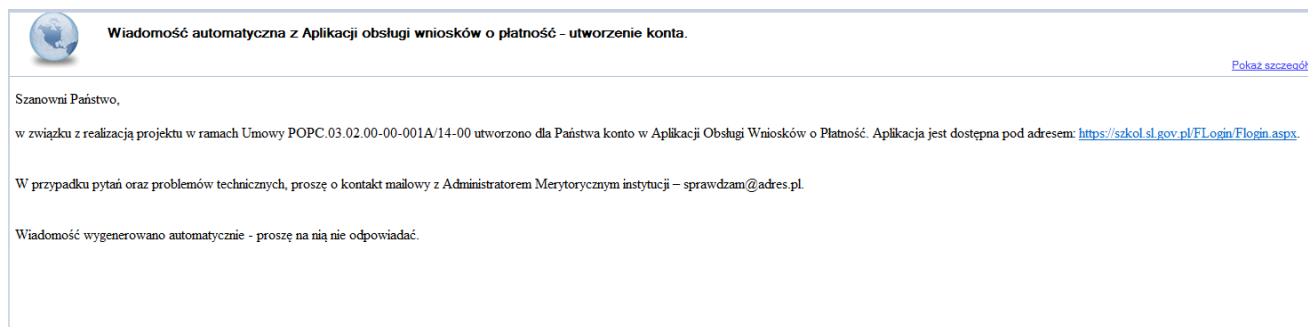 Wiadomość automatyczna z Aplikacji obsługi wniosków o płatność - utworzenie konta.
Pokaż szczegół
Szanowni Państwo,
w związku z realizacją projektu w ramach Umowy POPC.03.02.00-00-001A/14-00 utworzono dla Państwa konto w Aplikacji Obsługi Wniosków o Płatność. Aplikacja jest dostępna pod adresem: https://szkol.sl.gov.pl/FLogin/Flogin.aspx.
W przypadku pytań oraz problemów technicznych, proszę o kontakt mailowy z Administratorem Merytorycznym instytucji – sprawdzam@adres.pl.
Wiadomość wygenerowano automatycznie - proszę na nią nie odpowiadać.